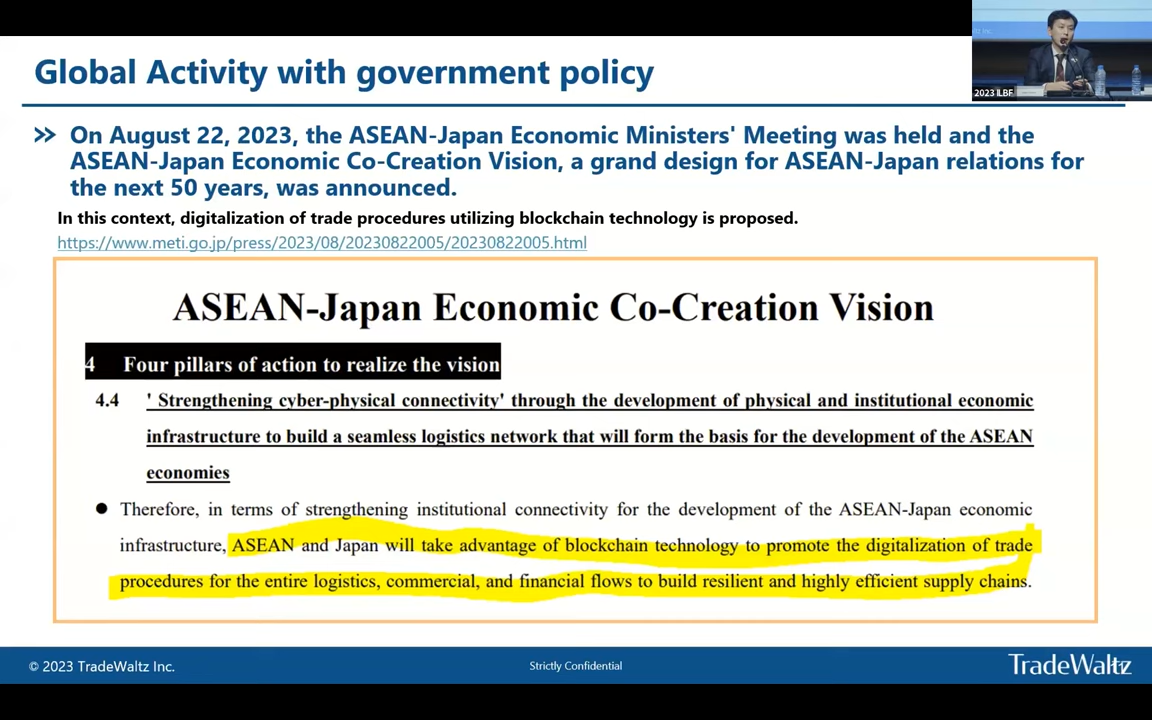 Global Activity with government policy
2023 ILBF
On August 22, 2023, the ASEAN-Japan Economic Ministers' Meeting was held and the
ASEAN-Japan Economic Co-Creation Vision, a grand design for ASEAN-Japan relations for
the next 50 years, was announced.
In this context, digitalization of trade procedures utilizing blockchain technology is proposed.
https://www.meti.go.jp/press/2023/08/20230822005/20230822005.html
ASEAN-Japan Economic Co-Creation Vision
4 Four pillars of action to realize the vision
4.4 ' Strengthening cyber-physical connectivity' through the development of physical and institutional economic
infrastructure to build a seamless logistics network that will form the basis for the development of the ASEAN
economies
● Therefore, in terms of strengthening institutional connectivity for the development of the ASEAN-Japan economic
infrastructure, ASEAN and Japan will take advantage of blockchain technology to promote the digitalization of trade
procedures for the entire logistics, commercial, and financial flows to build resilient and highly efficient supply chains.
© 2023 TradeWaltz Inc.
Strictly Confidential
TradeWaltz